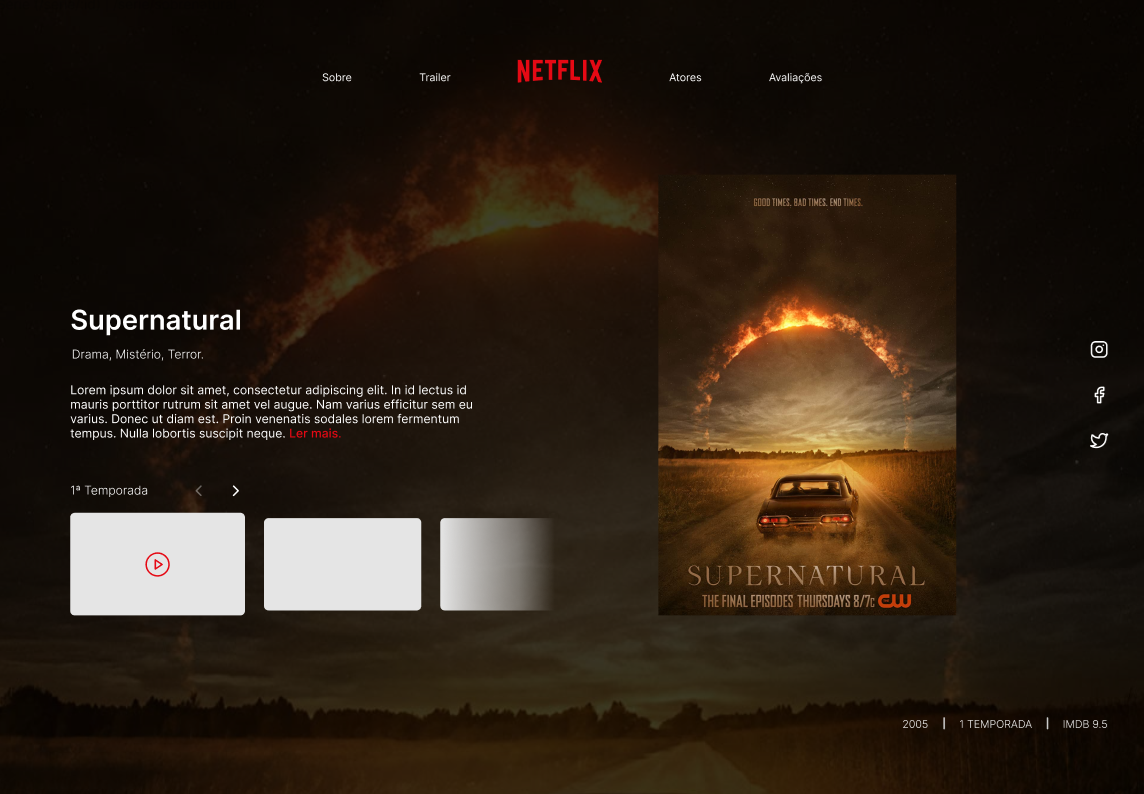 Sobre
Trailer
NETFLIX
Atores
Avaliações
GOOD TIMES. BAD TIMES. END TIMES.
Supernatural
Drama, Mistério, Terror.
Lorem ipsum dolor sit amet, consectetur adipiscing elit. In id lectus id
mauris porttitor rutrum sit amet vel augue. Nam varius efficitur sem eu
varius. Donec ut diam est. Proin venenatis sodales lorem fermentum
tempus. Nulla lobortis suscipit neque. Ler mais.
1ª Temporada
SUPERNATURAL
THE FINAL EPISODES THURSDAYS 8/7c CW
2005 | 1 TEMPORADA | IMDB 9.5